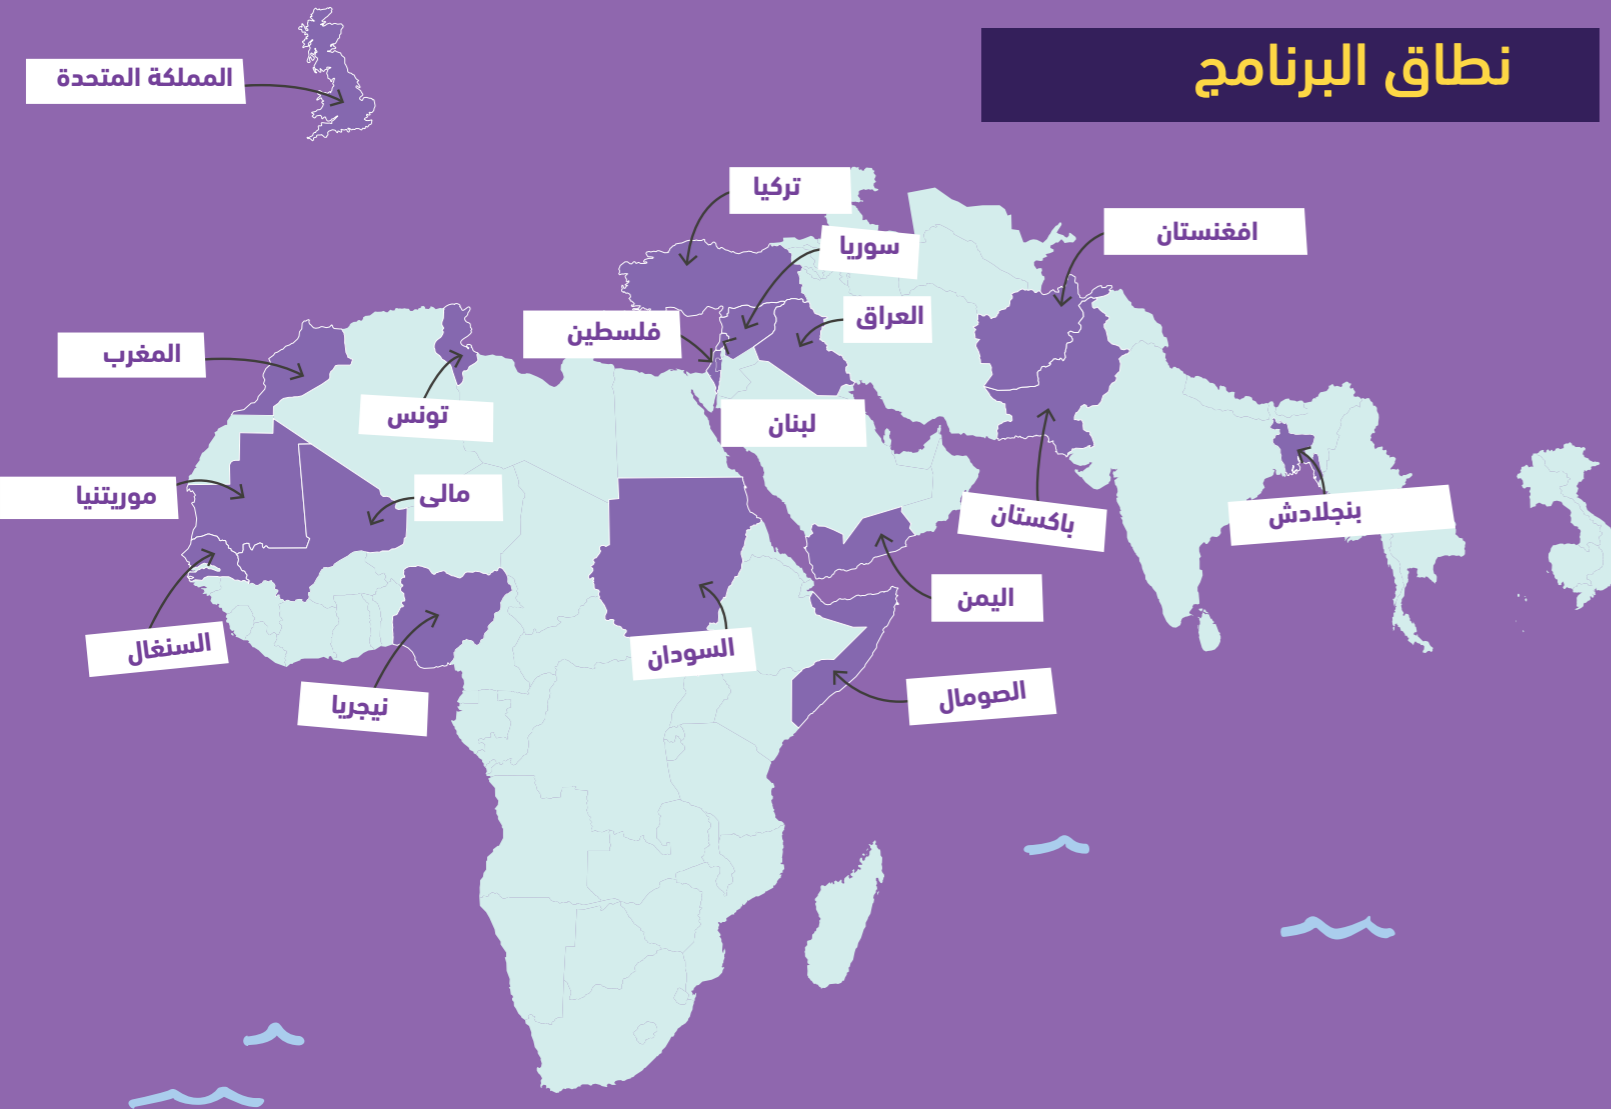 نطاق البرنامج
المملكة المتحدة
تركيا
افغنستان
سوريا
العراق
فلسطين
المغرب
تونس
لبنان
موريتنيا
مالى
باكستان
بنجلادش
اليمن
السنغال
السودان
الصومال
نيجريا